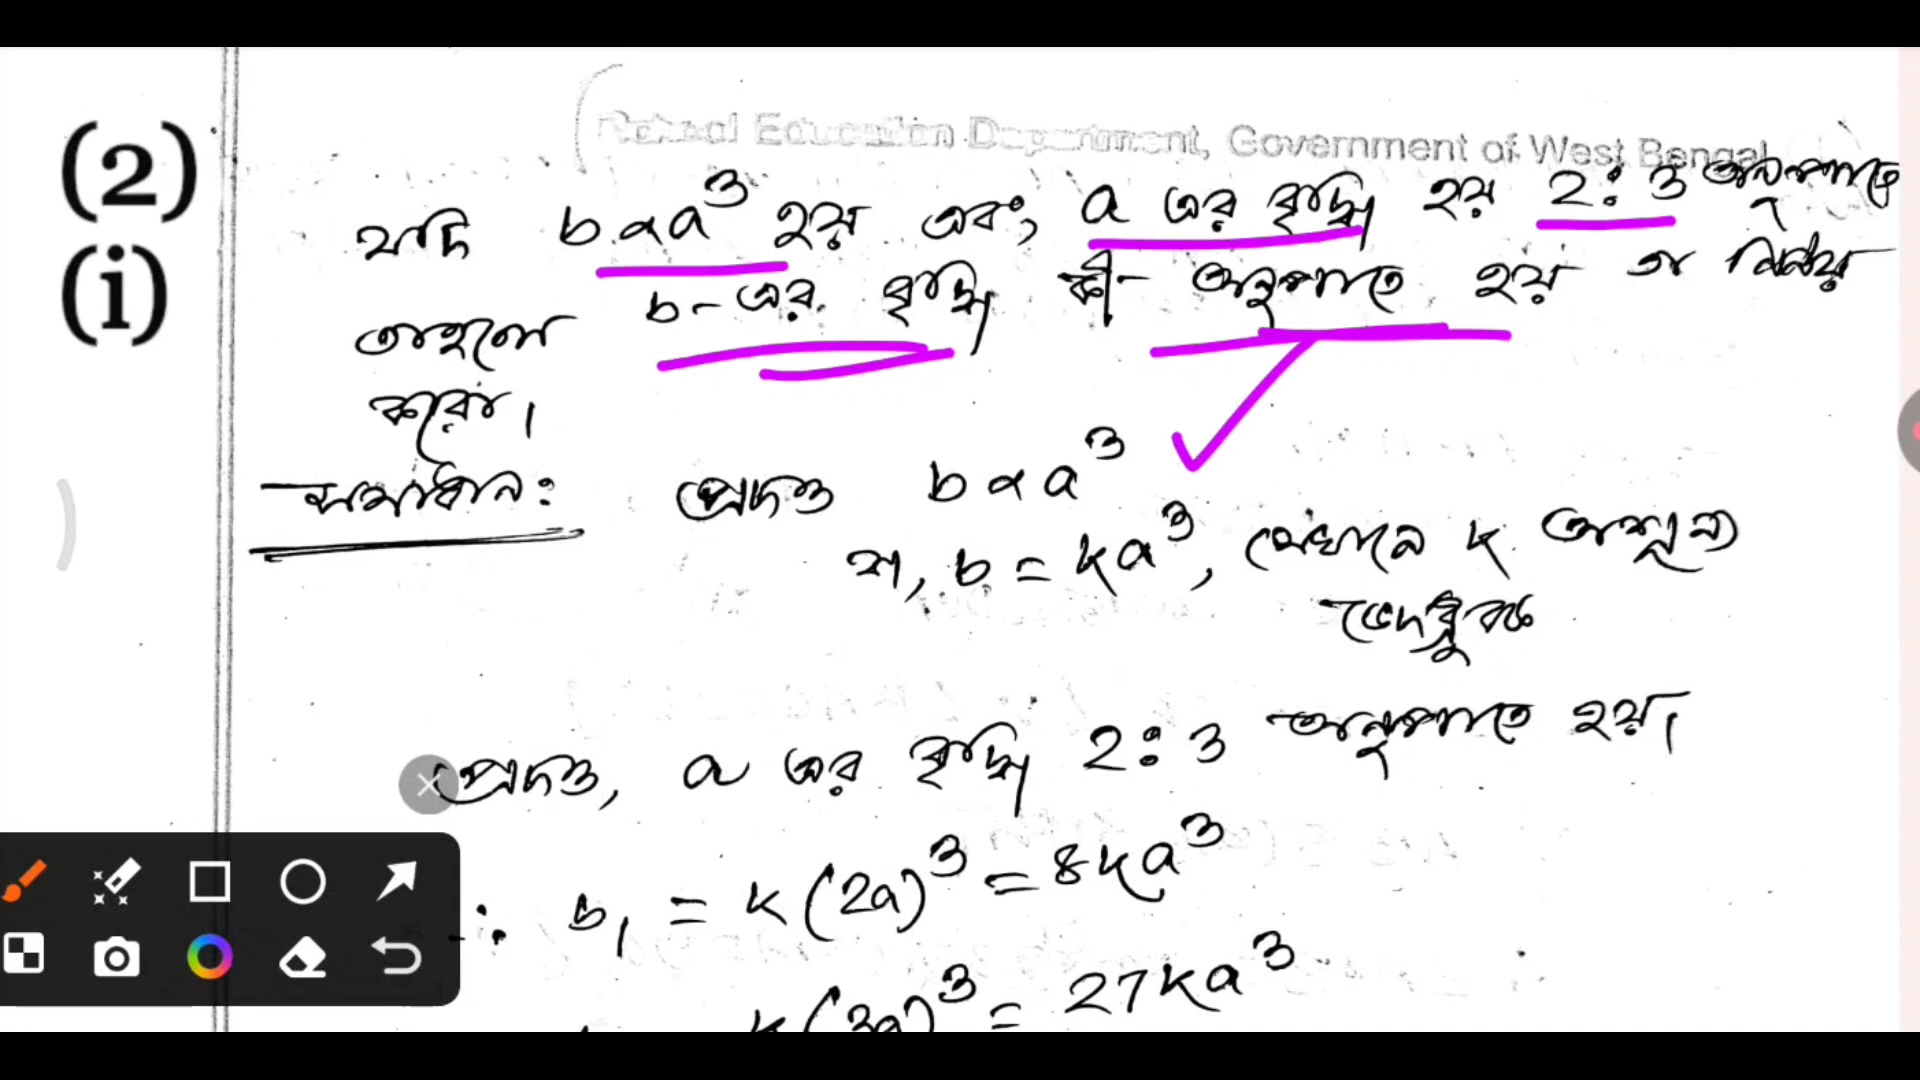 (2)
(i)
School Education Department, Government of West Bengal
যদি b∝a³ হয় এবং, a এর বৃদ্ধি হয় 2:3 অনুপাতে
তাহলে b-এর বৃদ্ধি কী অনুপাতে হয় তা নির্ণয়
করো।
সমাধান: প্রদত্ত b∝a³
বা, b = ka³, যেখানে k অশূন্য
ভেদধ্রুবক
প্রদত্ত, a এর বৃদ্ধি 2:3 অনুপাতে হয়।
∴ b₁ = k(2a)³ = 8ka³
k(3a)³ = 27ka³